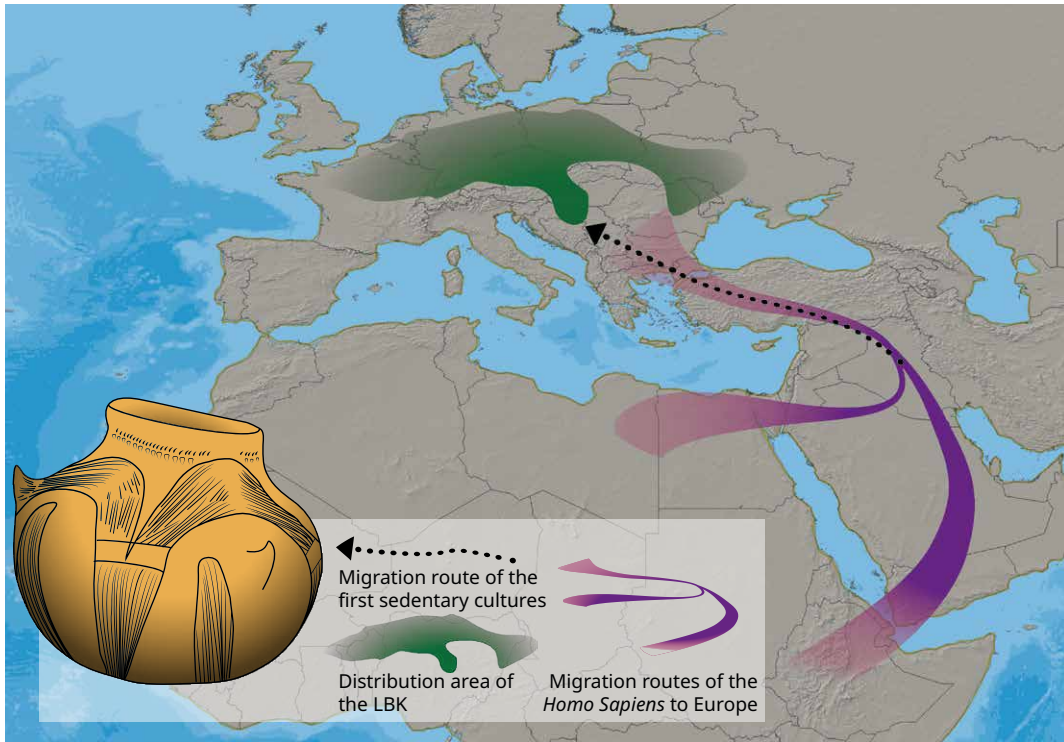 Migration route of the
first sedentary cultures
Distribution area of
the LBK
Migration routes of the
Homo Sapiens to Europe